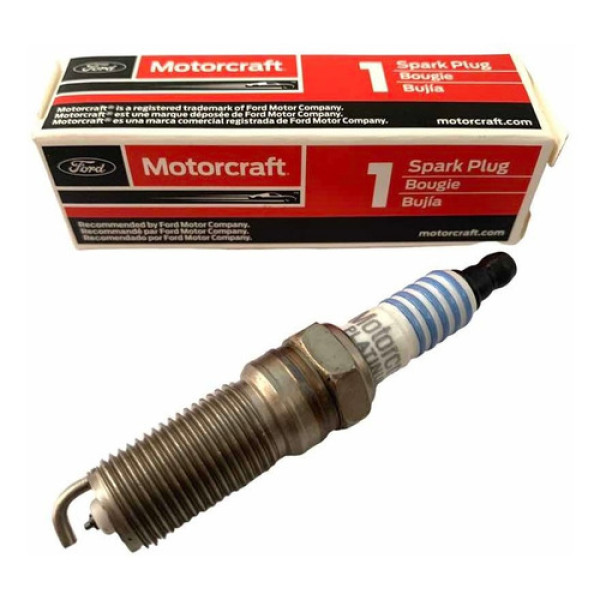 Ford
Motorcraft®
1
Spark Plug
Bougie
Bujía
Motorcraft® is a registered trademark of Ford Motor Company.
Motorcraft® est une marque déposée de Ford Motor Company.
Motorcraft® es una marca comercial registrada de Ford Motor Company.
motorcraft.com
Ford
Motorcraft®
1
Spark Plug
Bougie
Bujía
Recommended by Ford Motor Company.
Recommandé par Ford Motor Company.
Recomendado por Ford Motor Company.
motorcraft.com
Motorcraft